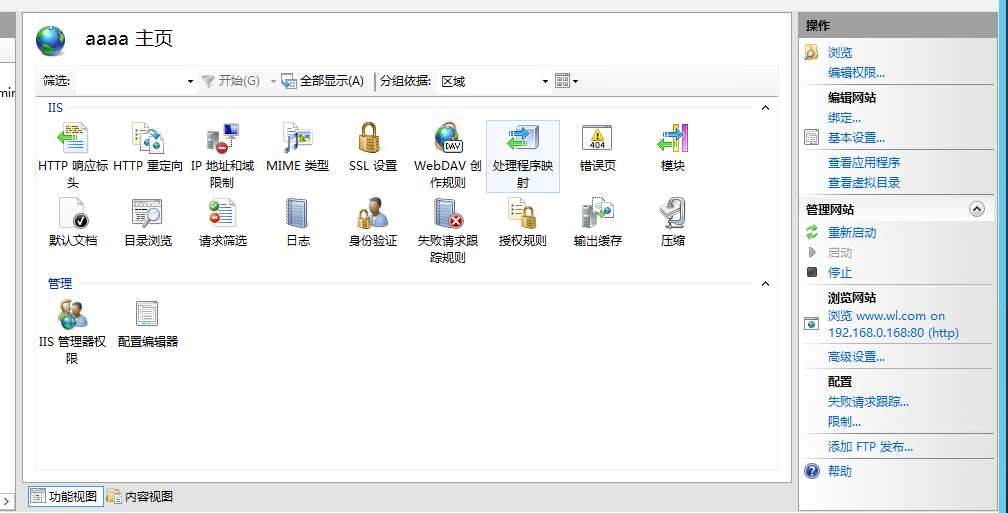 操作
aaaa 主页
浏览
编辑权限...
筛选:
开始(G)
全部显示(A)
分组依据:
区域
编辑网站
IIS
绑定...
HTTP 响应标头
HTTP 重定向
IP 地址和域限制
MIME 类型
SSL 设置
WebDAV 创作规则
处理程序映射
404
错误页
模块
DAV
基本设置...
查看应用程序
查看虚拟目录
默认文档
目录浏览
请求筛选
日志
身份验证
失败请求跟踪规则
授权规则
输出缓存
压缩
管理网站
重新启动
启动
停止
管理
IIS 管理器权限
配置编辑器
浏览网站
浏览 www.wl.com on
192.168.0.168:80 (http)
高级设置...
配置
失败请求跟踪...
限制...
添加 FTP 发布...
帮助
功能视图
内容视图